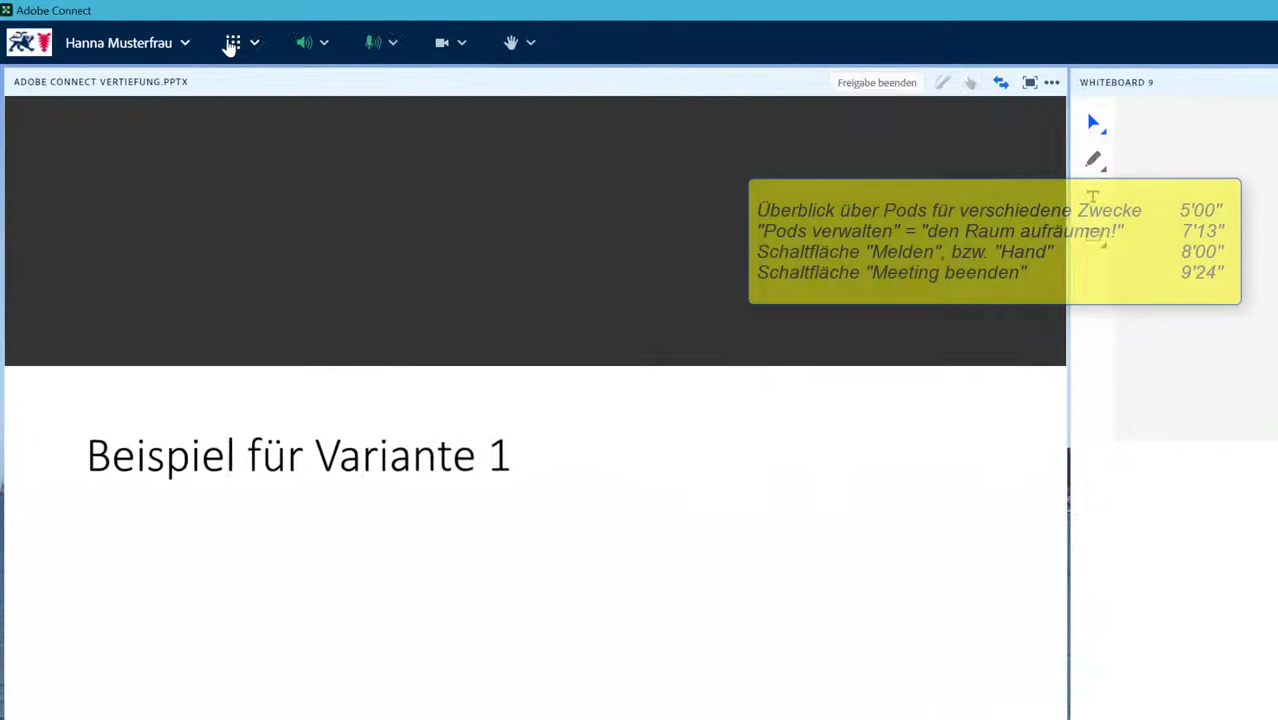 Adobe Connect
Hanna Musterfrau
ADOBE CONNECT VERTIEFUNG.PPTX
Freigabe beenden
WHITEBOARD 9
T
Überblick über Pods für verschiedene Zwecke 5'00"
"Pods verwalten" = "den Raum aufräumen!" 7'13"
Schaltfläche "Melden", bzw. "Hand" 8'00"
Schaltfläche "Meeting beenden" 9'24"
Beispiel für Variante 1